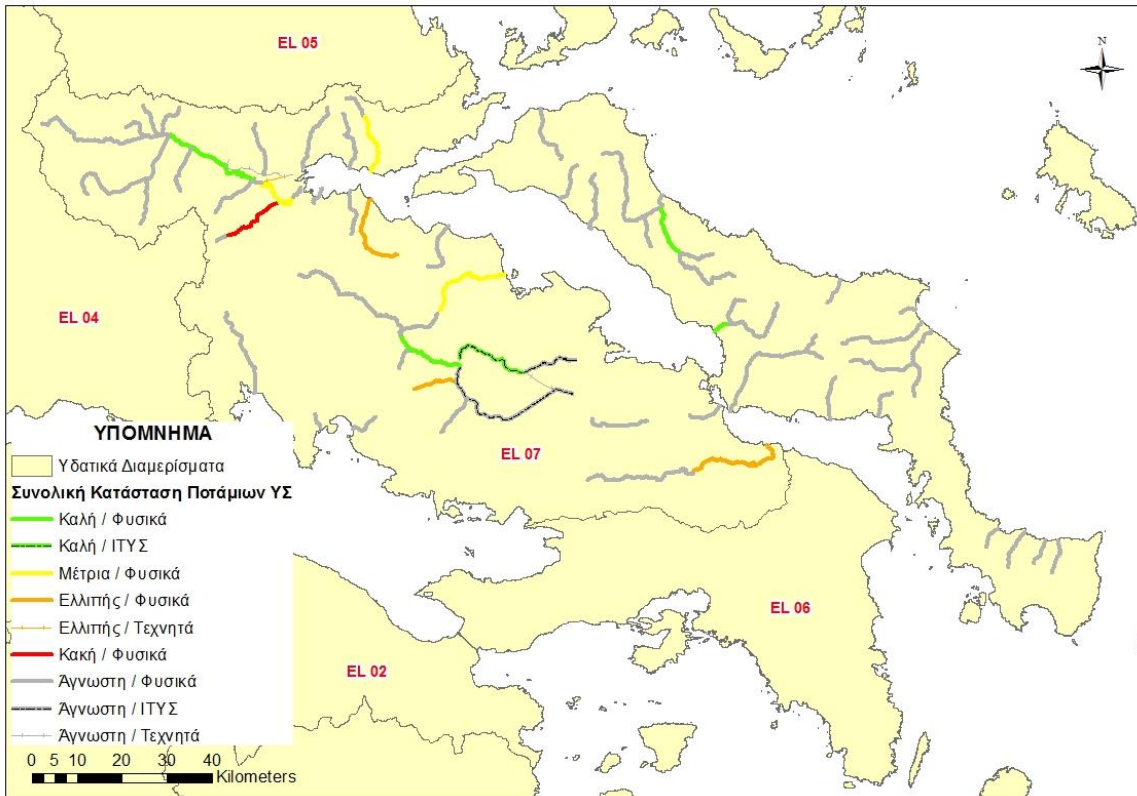 EL 05
N
EL 04
EL 07
EL 06
EL 02
ΥΠΟΜΝΗΜΑ
Υδατικά Διαμερίσματα
Συνολική Κατάσταση Ποτάμιων ΥΣ
Καλή / Φυσικά
Καλή / ΙΤΥΣ
Μέτρια / Φυσικά
Ελλιπής / Φυσικά
Ελλιπής / Τεχνητά
Κακή / Φυσικά
Άγνωστη / Φυσικά
Άγνωστη / ΙΤΥΣ
Άγνωστη / Τεχνητά
0 5 10 20 30 40
Kilometers